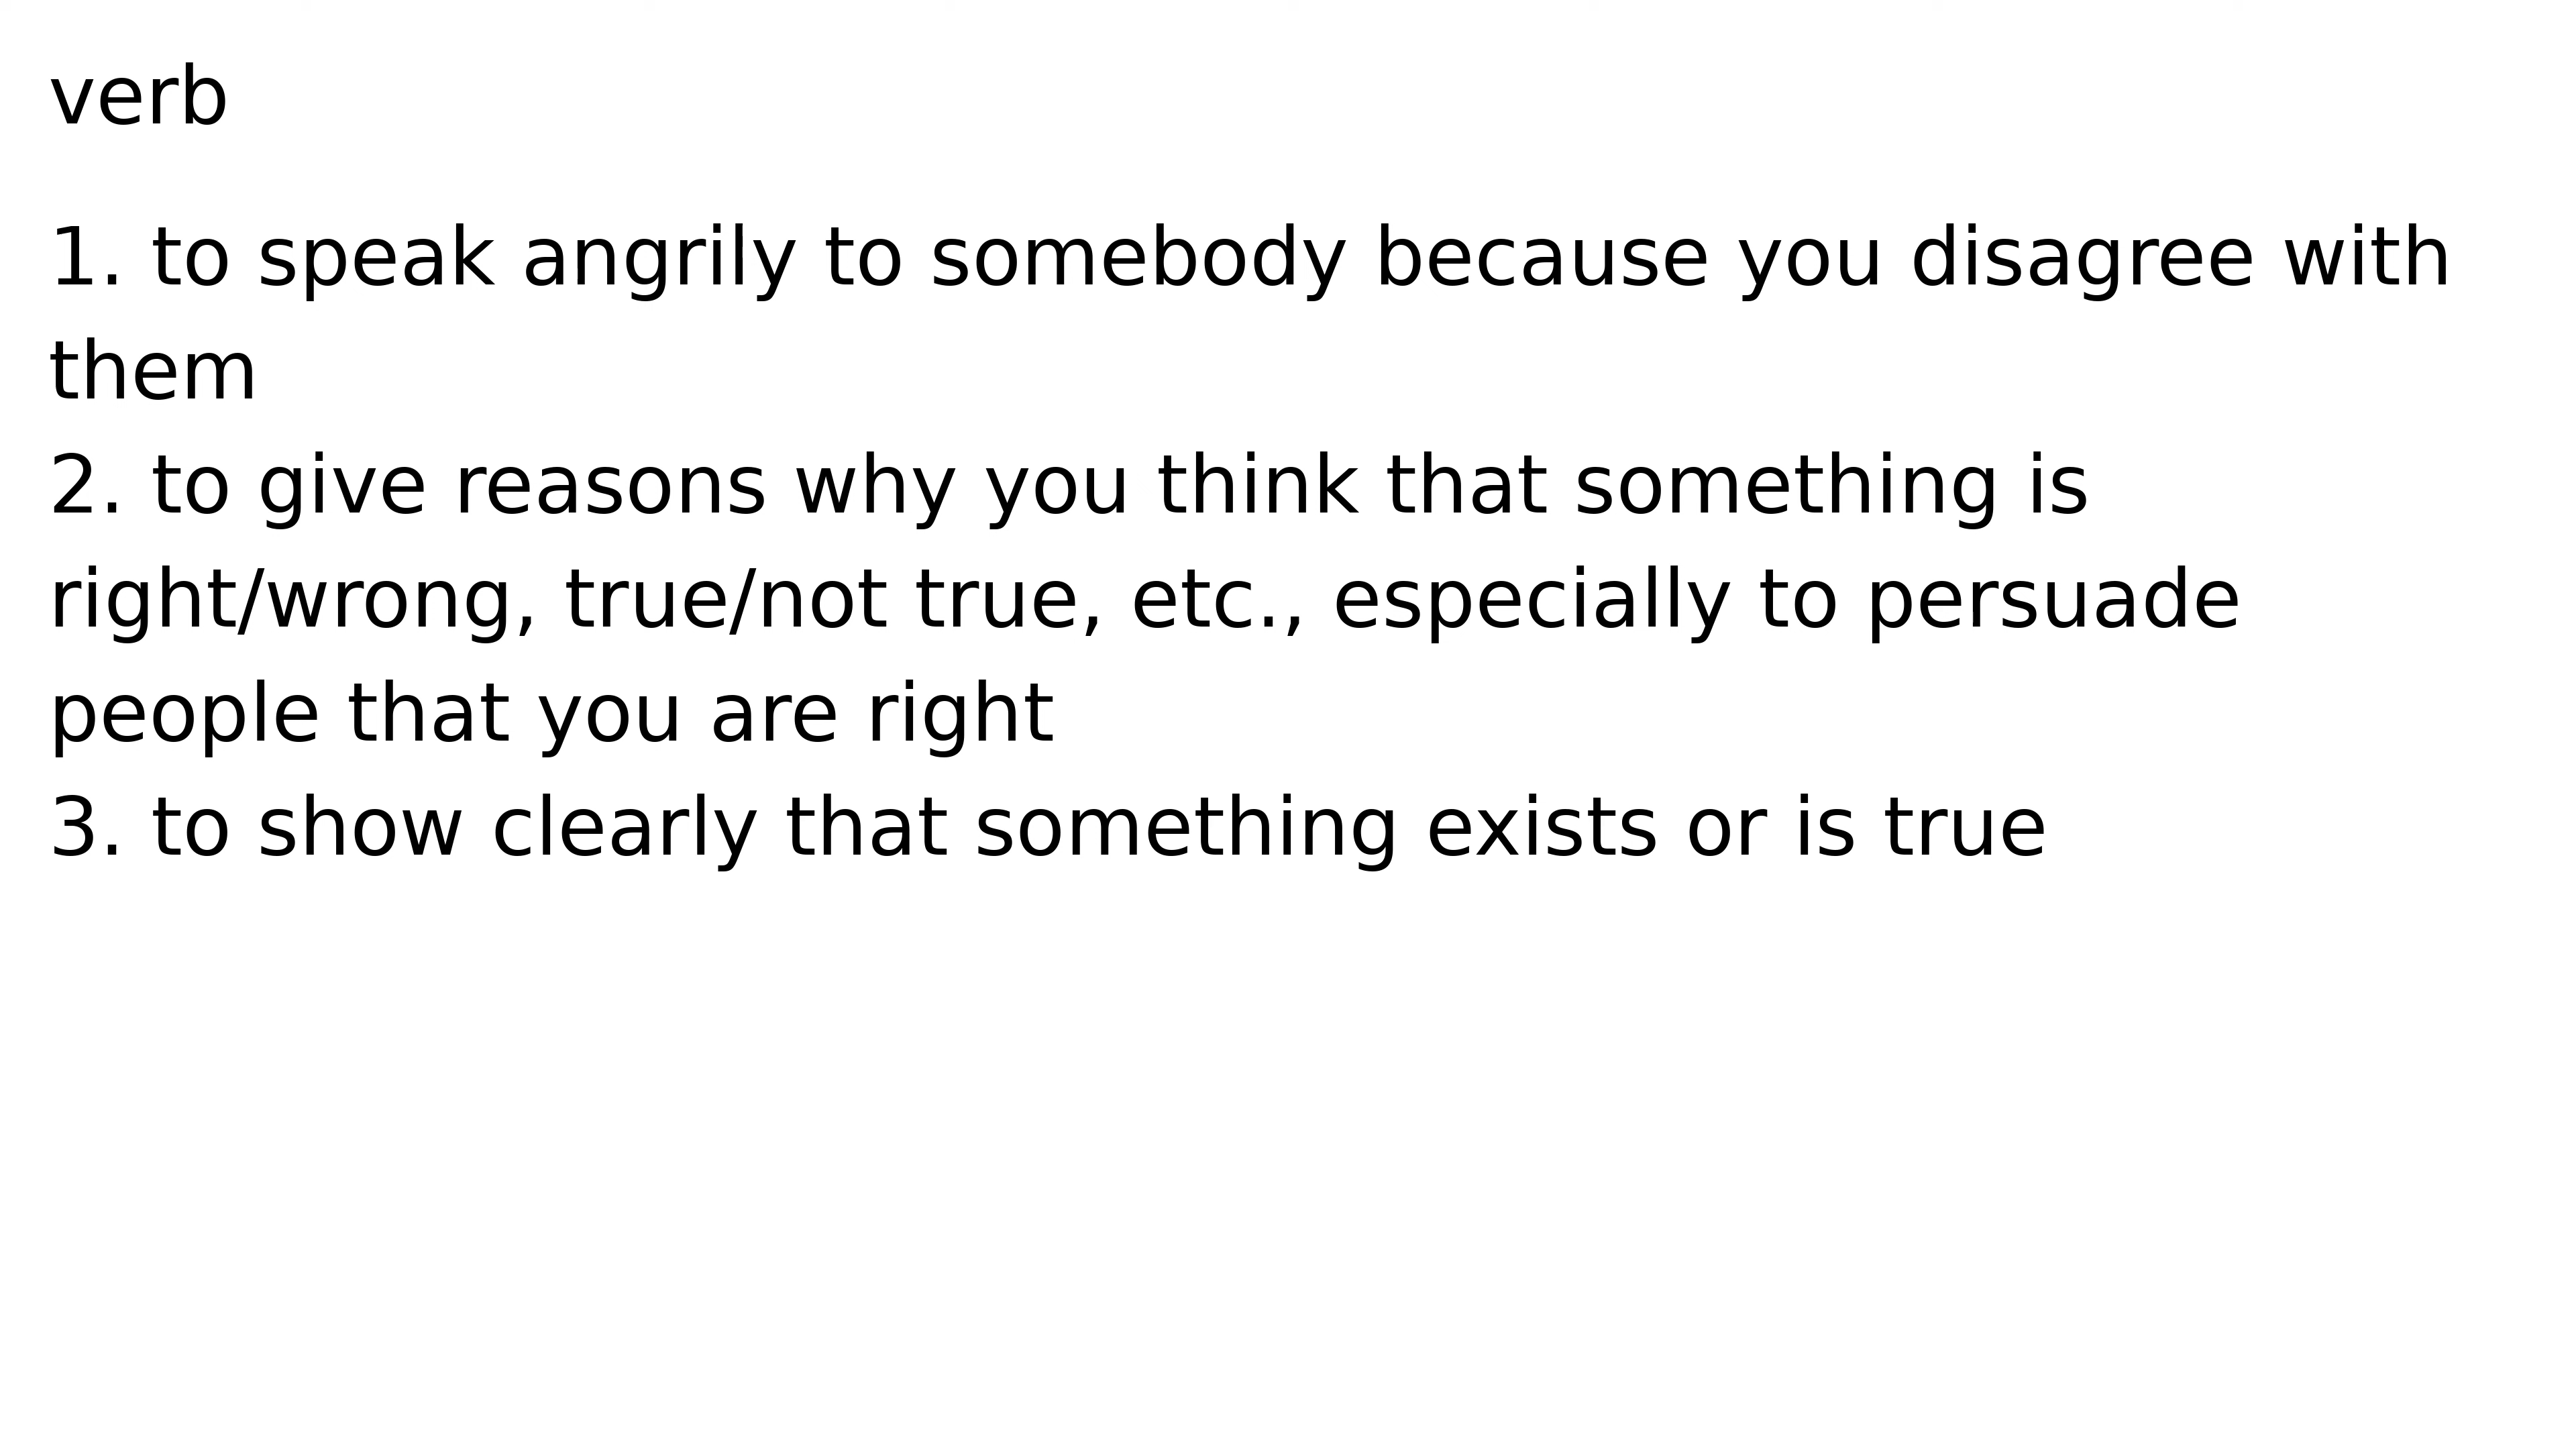 verb
1. to speak angrily to somebody because you disagree with
them
2. to give reasons why you think that something is
right/wrong, true/not true, etc., especially to persuade
people that you are right
3. to show clearly that something exists or is true